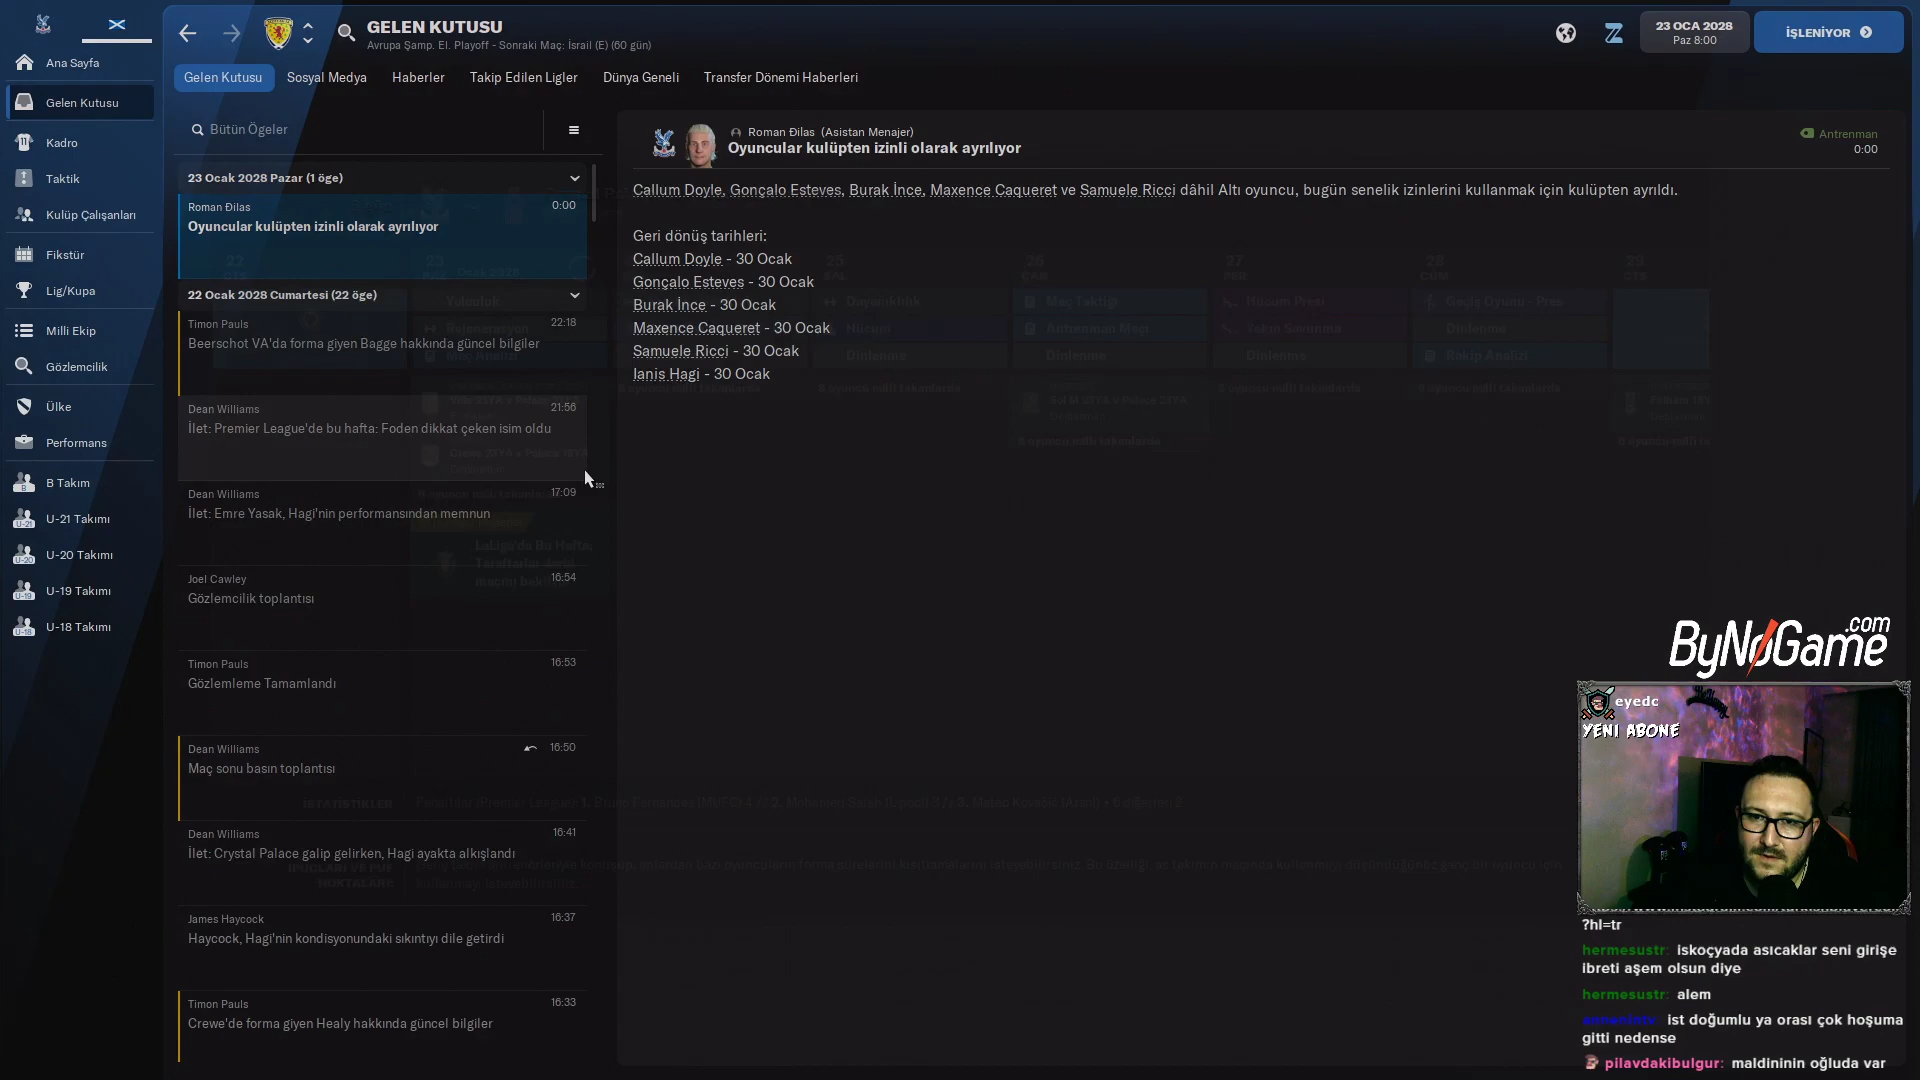 GELEN KUTUSU
Avrupa Şamp. El. Playoff - Sonraki Maç: İsrail (E) (60 gün)
23 OCA 2028
Paz 8:00
İŞLENİYOR
Gelen Kutusu
Sosyal Medya
Haberler
Takip Edilen Ligler
Dünya Geneli
Transfer Dönemi Haberleri
Ana Sayfa
Gelen Kutusu
Kadro
Taktik
Kulüp Çalışanları
Fikstür
Lig/Kupa
Milli Ekip
Gözlemcilik
Ülke
Performans
B Takım
U-21 Takımı
U-20 Takımı
U-19 Takımı
U-18 Takımı
Bütün Ögeler
23 Ocak 2028 Pazar (1 öge)
Roman Đilas 0:00
Oyuncular kulüpten izinli olarak ayrılıyor
22 Ocak 2028 Cumartesi (22 öge)
Timon Pauls 22:18
Beerschot VA'da forma giyen Bagge hakkında güncel bilgiler
Dean Williams 21:56
İlet: Premier League'de bu hafta: Foden dikkat çeken isim oldu
Dean Williams 17:09
İlet: Emre Yasak, Hagi'nin performansından memnun
Joel Cawley 16:54
Gözlemcilik toplantısı
Timon Pauls 16:53
Gözlemleme Tamamlandı
Dean Williams 16:50
Maç sonu basın toplantısı
Dean Williams 16:41
İlet: Crystal Palace galip gelirken, Hagi ayakta alkışlandı
James Haycock 16:37
Haycock, Hagi'nin kondisyonundaki sıkıntıyı dile getirdi
Timon Pauls 16:33
Crewe'de forma giyen Healy hakkında güncel bilgiler
Roman Đilas (Asistan Menajer)
Oyuncular kulüpten izinli olarak ayrılıyor
Antrenman
0:00
Callum Doyle, Gonçalo Esteves, Burak İnce, Maxence Caqueret ve Samuele Ricci dâhil Altı oyuncu, bugün senelik izinlerini kullanmak için kulüpten ayrıldı.
Geri dönüş tarihleri:
Callum Doyle - 30 Ocak
Gonçalo Esteves - 30 Ocak
Burak İnce - 30 Ocak
Maxence Caqueret - 30 Ocak
Samuele Ricci - 30 Ocak
Ianis Hagi - 30 Ocak
ByNoGame.com
eyedc
YENI ABONE
?hl=tr
hermesustr: iskoçyada asıcaklar seni girişe
ibreti aşem olsun diye
hermesustr: alem
ist doğumlu ya orası çok hoşuma
gitti nedense
pilavdakibulgur: maldininin oğluda var